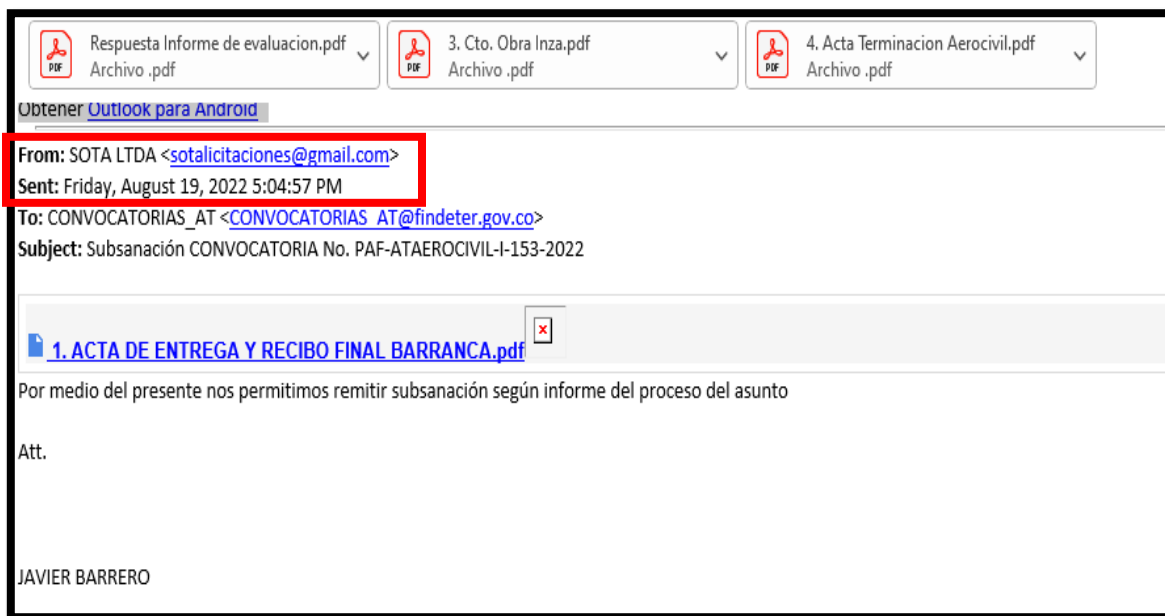 Respuesta Informe de evaluacion.pdf
Archivo .pdf
3. Cto. Obra Inza.pdf
Archivo .pdf
4. Acta Terminacion Aerocivil.pdf
Archivo .pdf
PDF
PDF
PDF
Obtener Outlook para Android
From: SOTA LTDA <sotalicitaciones@gmail.com>
Sent: Friday, August 19, 2022 5:04:57 PM
To: CONVOCATORIAS_AT <CONVOCATORIAS_AT@findeter.gov.co>
Subject: Subsanación CONVOCATORIA No. PAF-ATAEROCIVIL-I-153-2022
1. ACTA DE ENTREGA Y RECIBO FINAL BARRANCA.pdf
Por medio del presente nos permitimos remitir subsanación según informe del proceso del asunto
Att.
JAVIER BARRERO